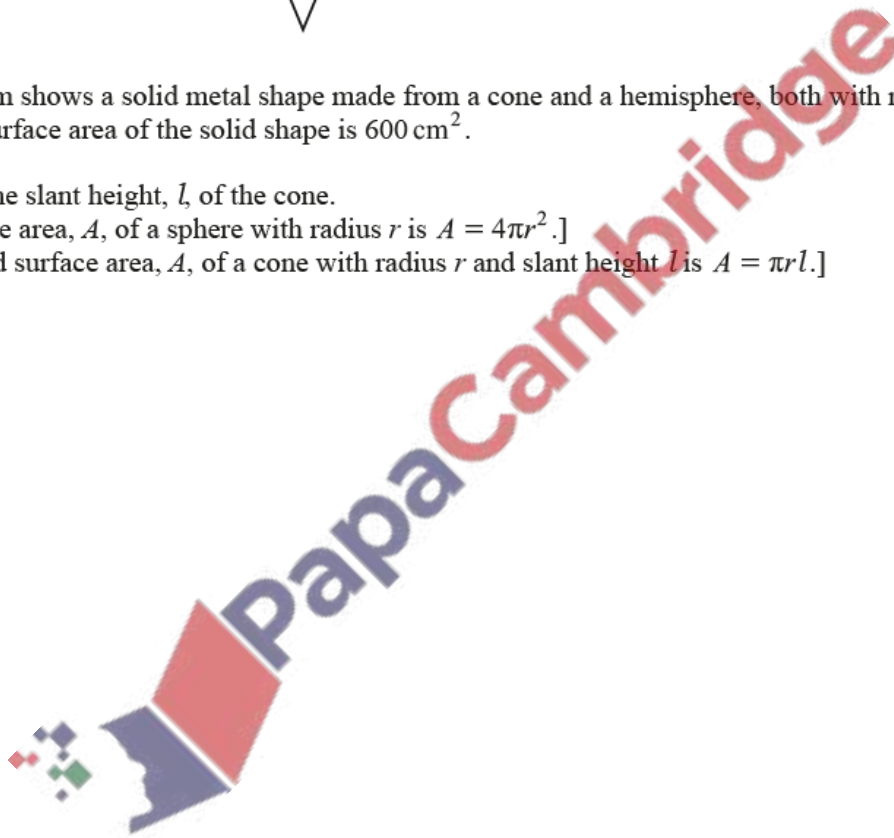 m shows a solid metal shape made from a cone and a hemisphere, both with r
urface area of the solid shape is 600 cm².
he slant height, l, of the cone.
e area, A, of a sphere with radius r is A = 4πr².]
d surface area, A, of a cone with radius r and slant height l is A = πrl.]
PapaCambridge